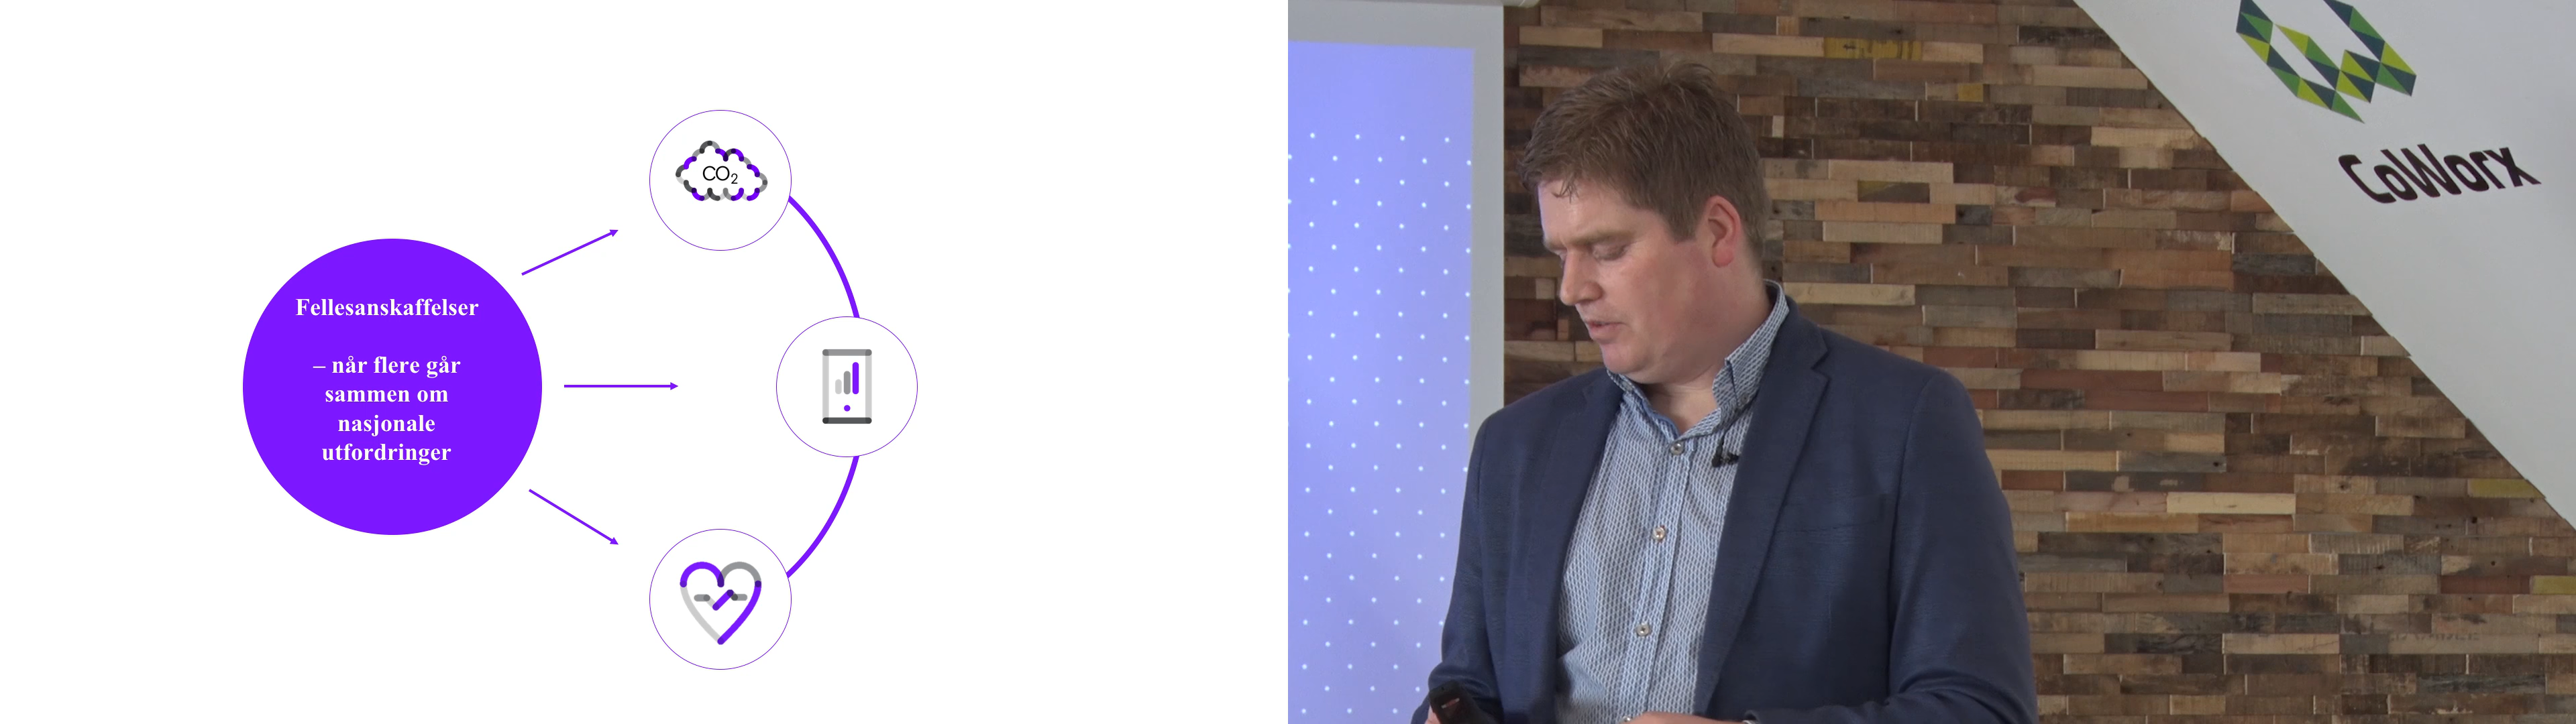 CO₂
Fellesanskaffelser
– når flere går
sammen om
nasjonale
utfordringer
CoWorx